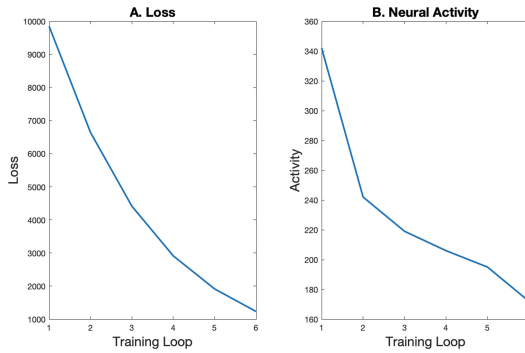 A. Loss
10000
9000
8000
7000
6000
5000
4000
3000
2000
1000
Loss
1 2 3 4 5 6
Training Loop
B. Neural Activity
360
340
320
300
280
260
240
220
200
180
160
Activity
1 2 3 4 5
Training Loop